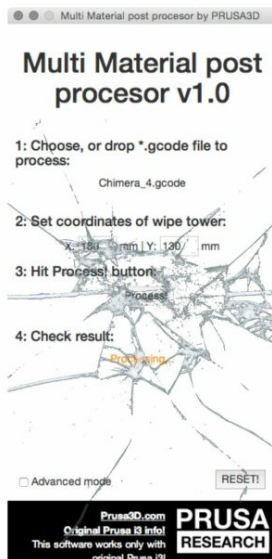 Multi Material post procesor by PRUSA3D
Multi Material post
procesor v1.0
1: Choose, or drop *.gcode file to
process:
Chimera_4.gcode
2: Set coordinates of wipe tower:
X: 180 mm | Y: 130 mm
3: Hit Process! button:
Process!
4: Check result:
Processing...
Advanced mode
RESET!
Prusa3D.com
Original Prusa i3 info!
This software works only with
original Prusa i3!
PRUSA
RESEARCH